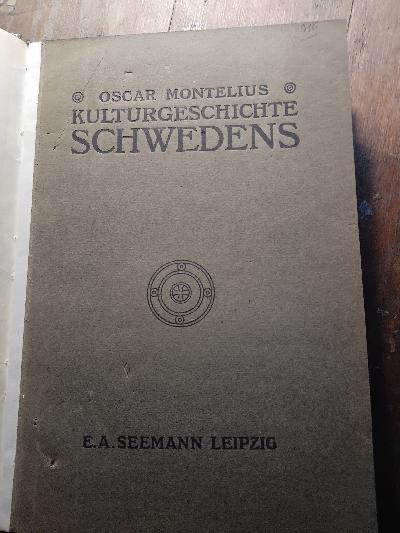 OSCAR MONTELIUS
KULTURGESCHICHTE
SCHWEDENS
E.A. SEEMANN LEIPZIG